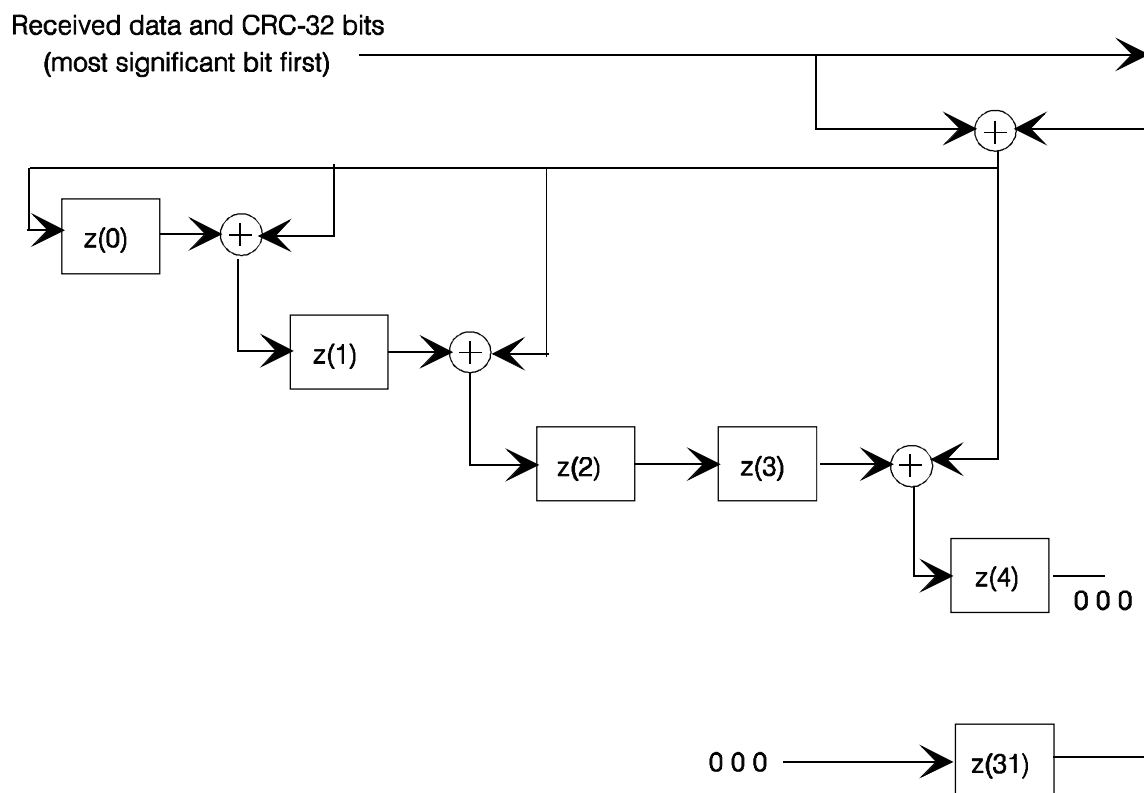 Received data and CRC-32 bits
(most significant bit first)
z(0)
z(1)
z(2)
z(3)
z(4)
0 0 0
0 0 0
z(31)